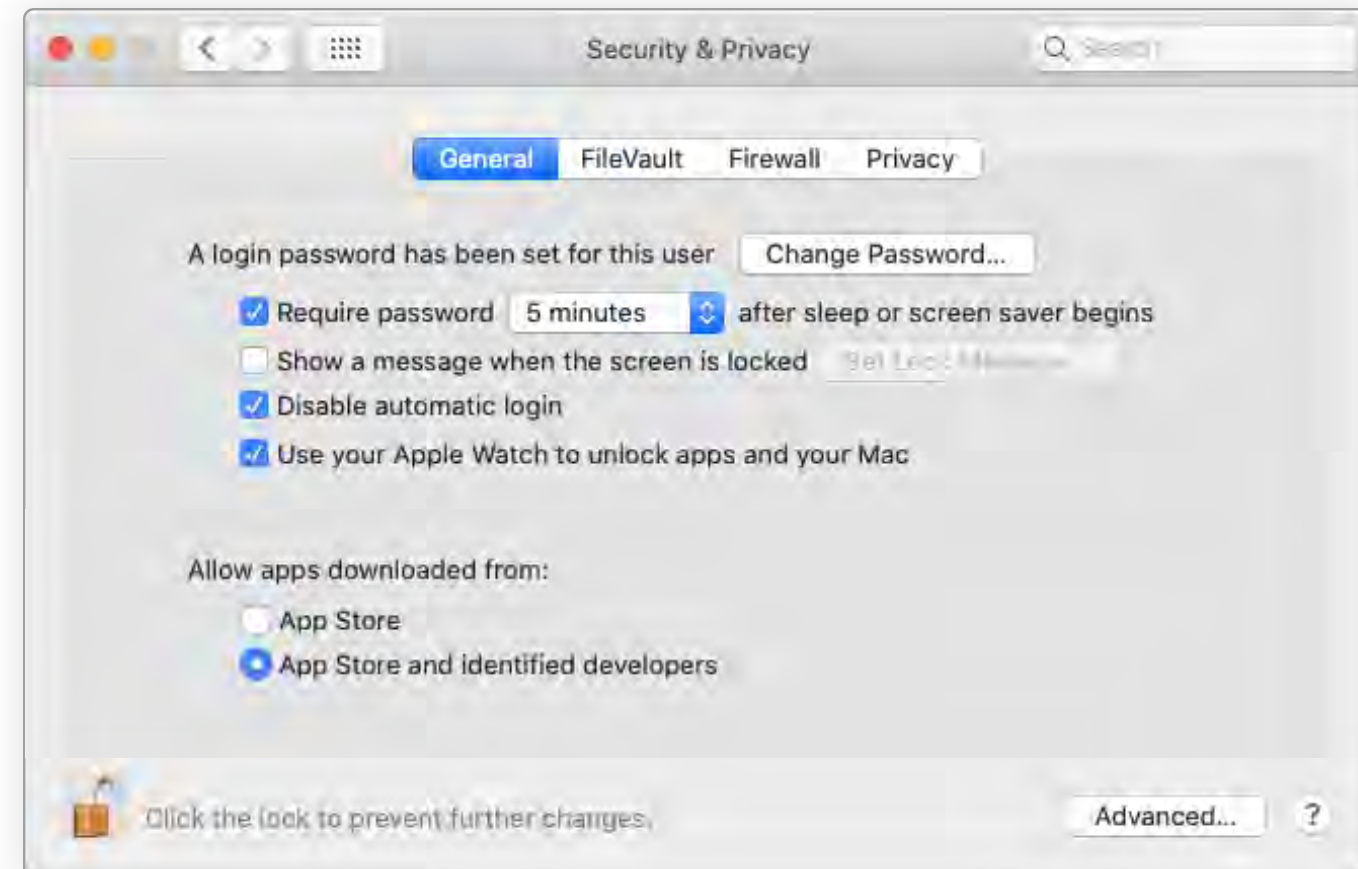 Security & Privacy
Search
General FileVault Firewall Privacy
A login password has been set for this user Change Password...
Require password 5 minutes after sleep or screen saver begins
Show a message when the screen is locked
Disable automatic login
Use your Apple Watch to unlock apps and your Mac
Allow apps downloaded from:
App Store
App Store and identified developers
Click the lock to prevent further changes.
Advanced... ?